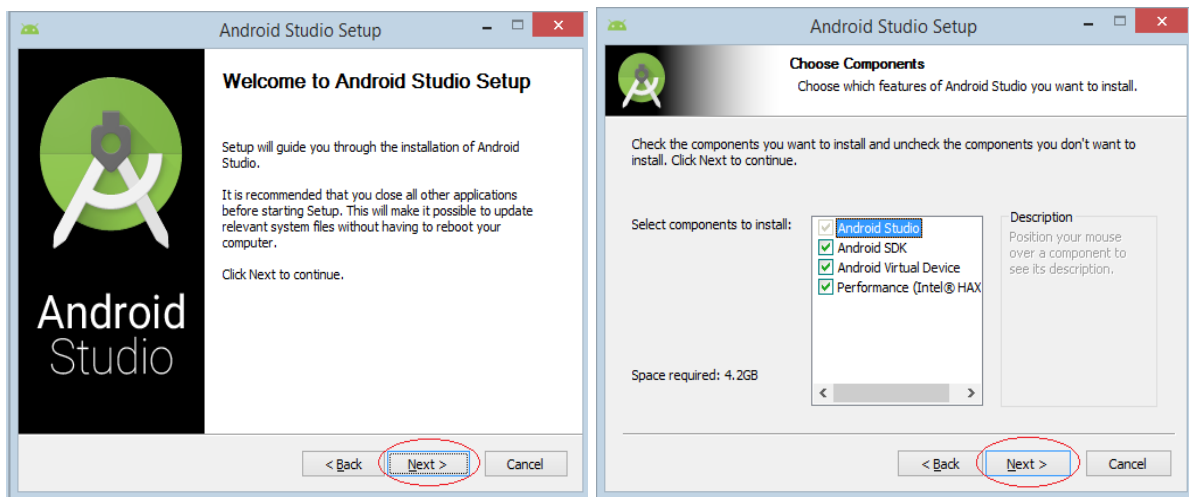 Android Studio Setup
Welcome to Android Studio Setup
Setup will guide you through the installation of Android
Studio.
It is recommended that you close all other applications
before starting Setup. This will make it possible to update
relevant system files without having to reboot your
computer.
Click Next to continue.
Android
Studio
< Back
Next >
Cancel
Android Studio Setup
Choose Components
Choose which features of Android Studio you want to install.
Check the components you want to install and uncheck the components you don't want to
install. Click Next to continue.
Select components to install:
Android Studio
Android SDK
Android Virtual Device
Performance (Intel® HAX
Description
Position your mouse
over a component to
see its description.
Space required: 4.2GB
< Back
Next >
Cancel